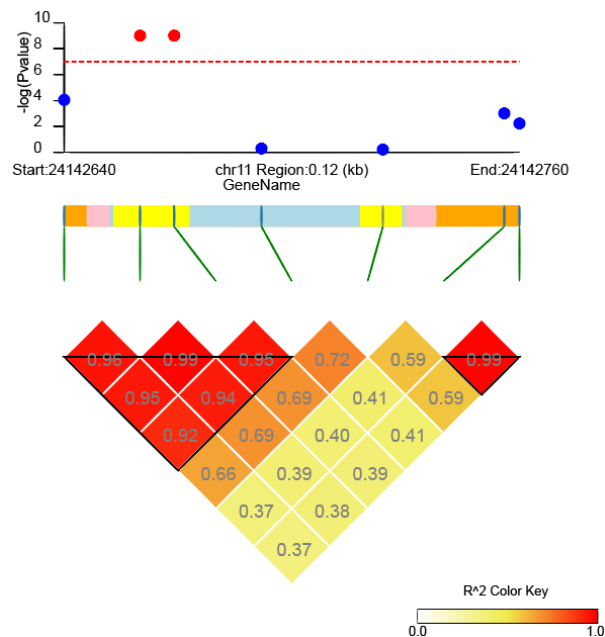 10
8
6
4
2
0
-log(Pvalue)
Start:24142640 chr11 Region:0.12 (kb) End:24142760
GeneName
0.96 0.99 0.95 0.72 0.59 0.99
0.95 0.94 0.69 0.41 0.59
0.92 0.69 0.40 0.41
0.66 0.39 0.39
0.37 0.38
0.37
R^2 Color Key
0.0 1.0